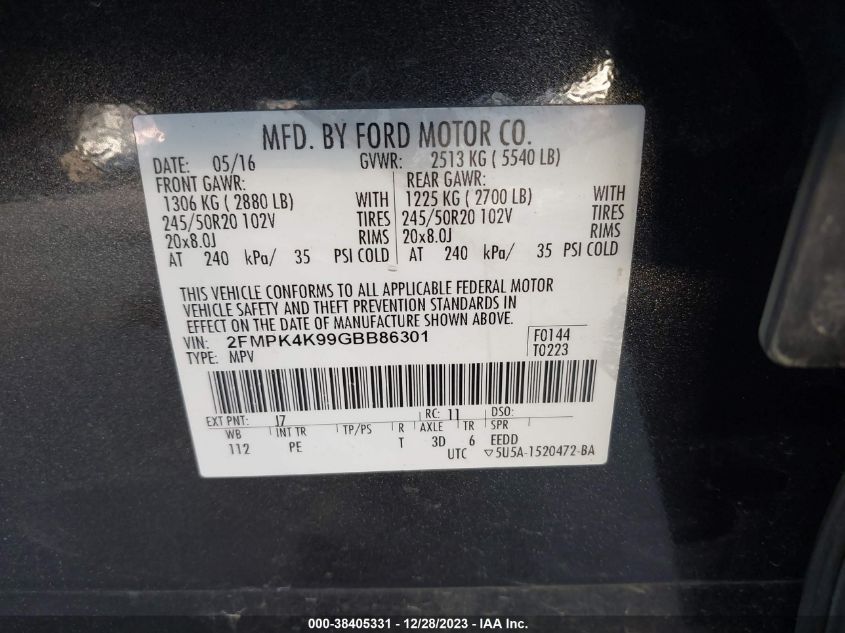 MFD. BY FORD MOTOR CO.
DATE: 05/16 GVWR: 2513 KG ( 5540 LB)
FRONT GAWR: REAR GAWR:
1306 KG ( 2880 LB) WITH 1225 KG ( 2700 LB) WITH
245/50R20 102V TIRES 245/50R20 102V TIRES
20x8.0J RIMS 20x8.0J RIMS
AT 240 kPa/ 35 PSI COLD AT 240 kPa/ 35 PSI COLD
THIS VEHICLE CONFORMS TO ALL APPLICABLE FEDERAL MOTOR
VEHICLE SAFETY AND THEFT PREVENTION STANDARDS IN
EFFECT ON THE DATE OF MANUFACTURE SHOWN ABOVE.
VIN: 2FMPK4K99GBB86301 F0144
TYPE: MPV T0223
EXT PNT: J7 RC: 11 DSO:
WB INT TR TP/PS R AXLE TR SPR
112 PE T 3D 6 EEDD
UTC ▽5U5A-1520472-BA
000-38405331 - 12/28/2023 - IAA Inc.